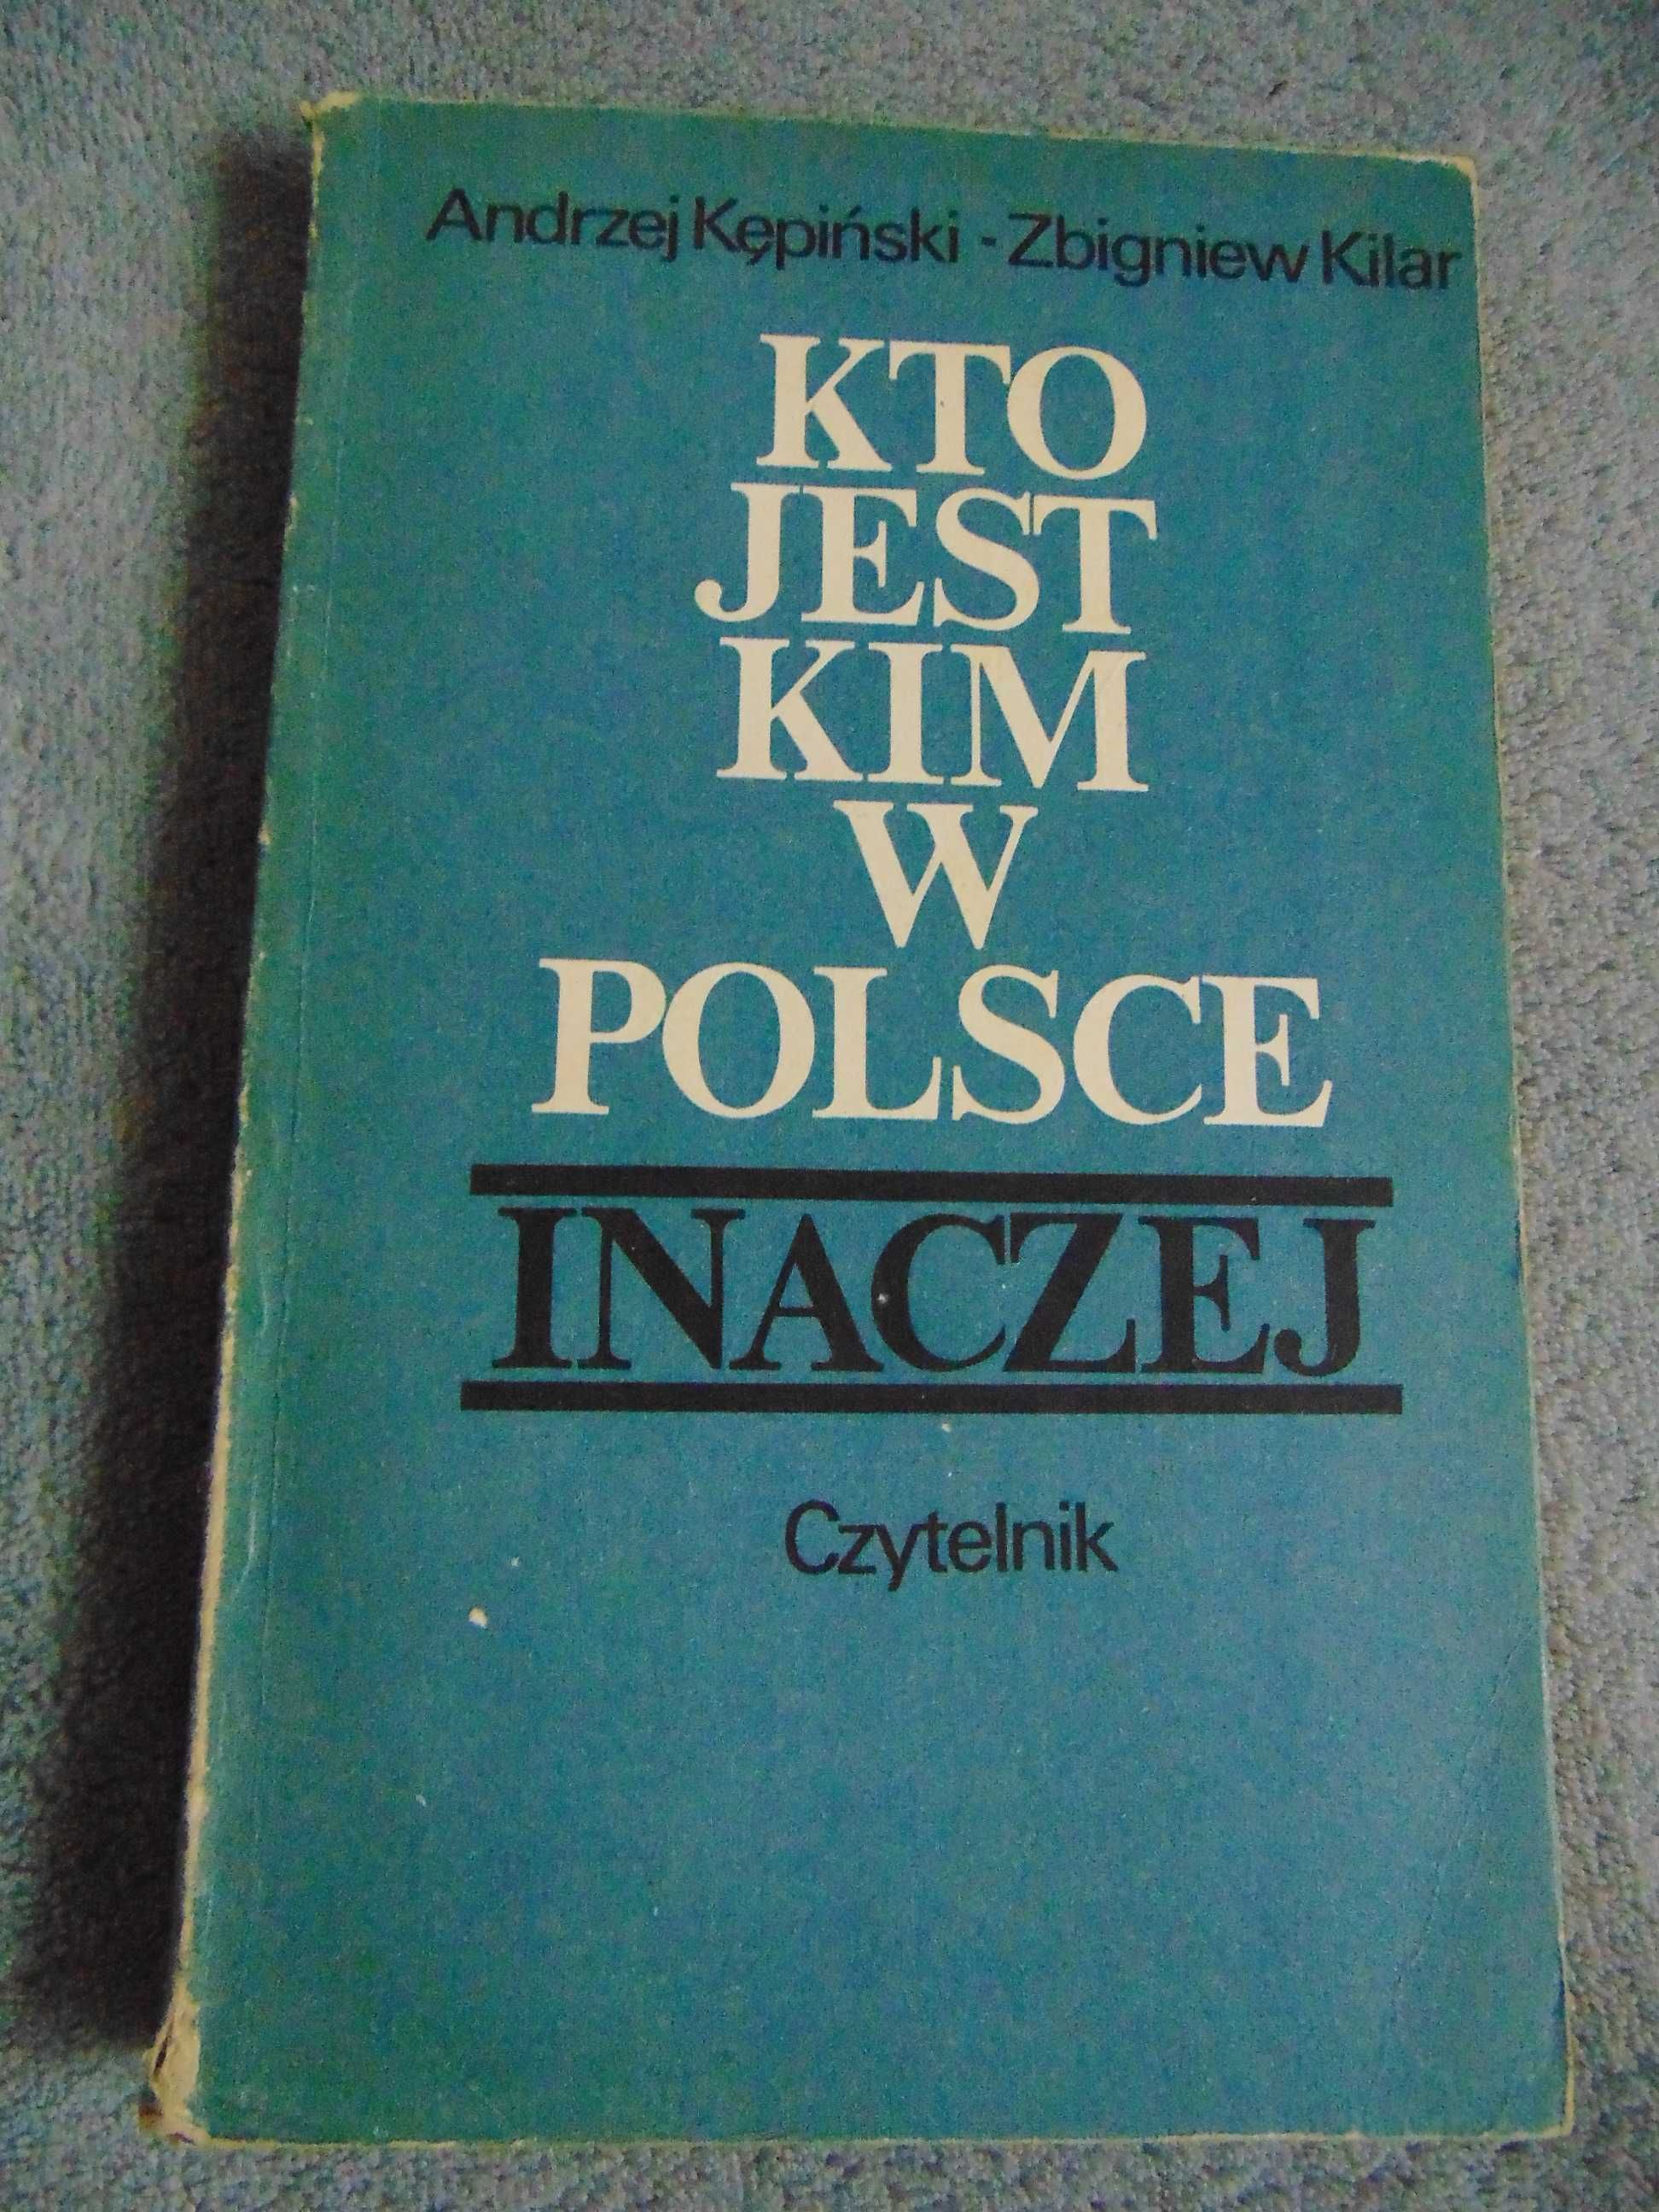 Andrzej Kępiński - Zbigniew Kilar
KTO
JEST
KIM
W
POLSCE
INACZEJ
Czytelnik